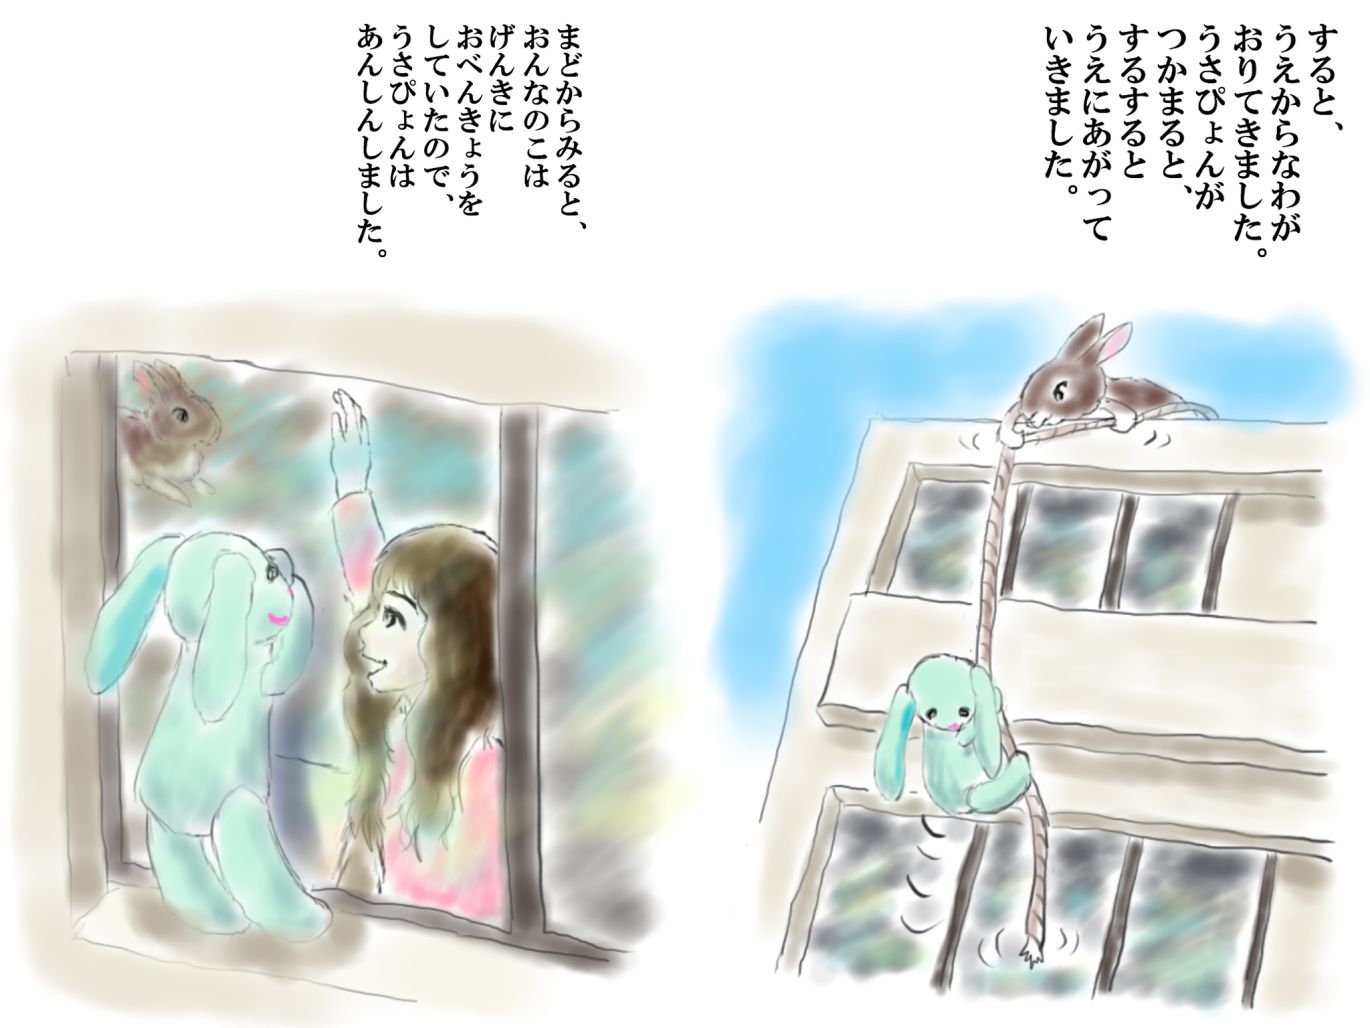 すると、
うえからなわが
おりてきました。
うさぴょんが
つかまると、
するすると
うえにあがって
いきました。
まどからみると、
おんなのこは
げんきに
おべんきょうを
していたので、
うさぴょんは
あんしんしました。